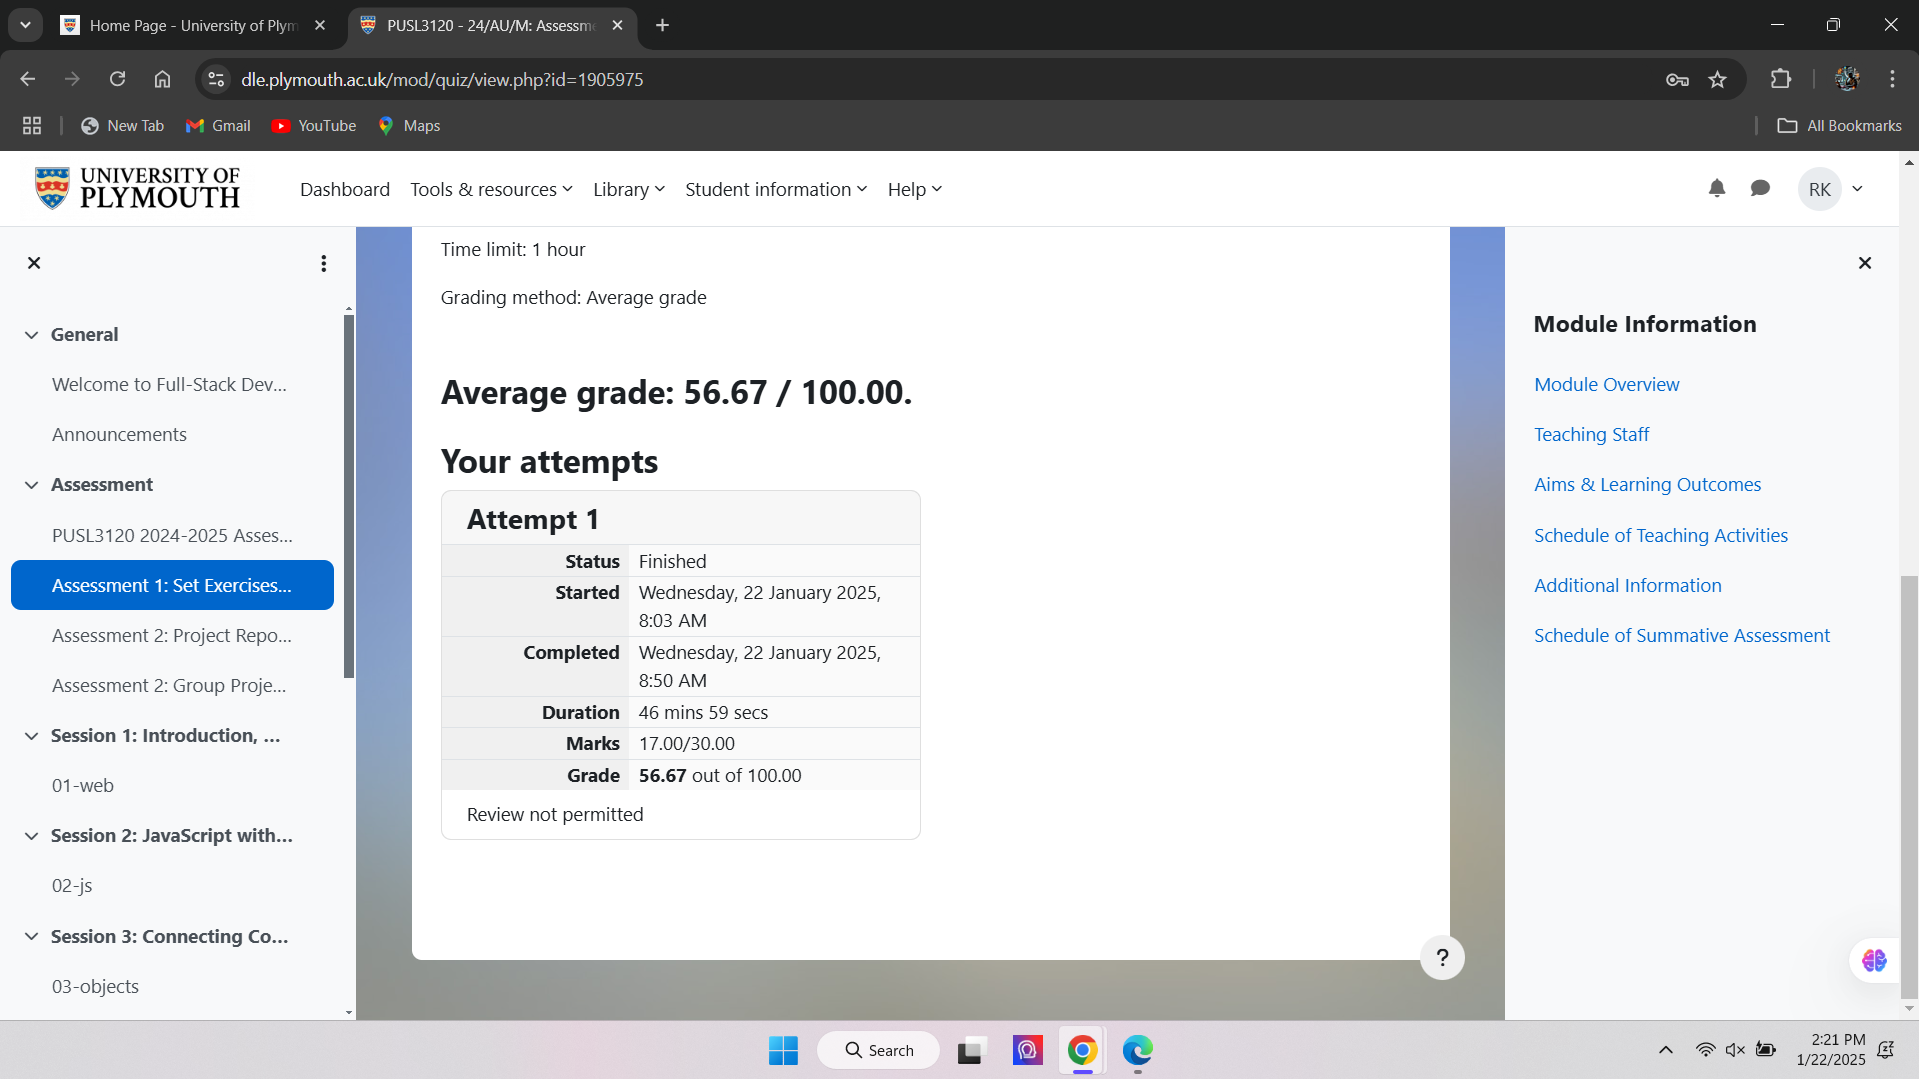 Home Page - University of Plym
PUSL3120 - 24/AU/M: Assessme
dle.plymouth.ac.uk/mod/quiz/view.php?id=1905975
New Tab
Gmail
YouTube
Maps
All Bookmarks
UNIVERSITY OF
PLYMOUTH
Dashboard
Tools & resources
Library
Student information
Help
RK
General
Welcome to Full-Stack Dev...
Announcements
Assessment
PUSL3120 2024-2025 Asses...
Assessment 1: Set Exercises...
Assessment 2: Project Repo...
Assessment 2: Group Proje...
Session 1: Introduction, ...
01-web
Session 2: JavaScript with...
02-js
Session 3: Connecting Co...
03-objects
Time limit: 1 hour
Grading method: Average grade
Average grade: 56.67 / 100.00.
Your attempts
Attempt 1
Status Finished
Started Wednesday, 22 January 2025,
8:03 AM
Completed Wednesday, 22 January 2025,
8:50 AM
Duration 46 mins 59 secs
Marks 17.00/30.00
Grade 56.67 out of 100.00
Review not permitted
?
Module Information
Module Overview
Teaching Staff
Aims & Learning Outcomes
Schedule of Teaching Activities
Additional Information
Schedule of Summative Assessment
Search
2:21 PM
1/22/2025